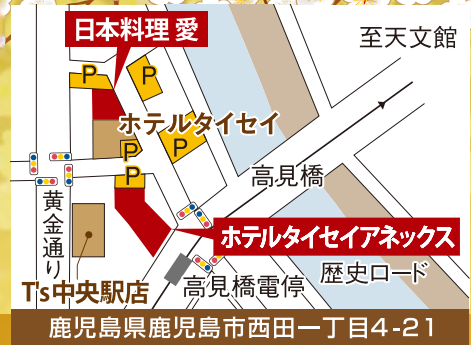 日本料理 愛
至天文館
P
P
ホテルタイセイ
P
P
P
高見橋
黄金通り
ホテルタイセイアネックス
T's中央駅店
高見橋電停
歴史ロード
鹿児島県鹿児島市西田一丁目4-21